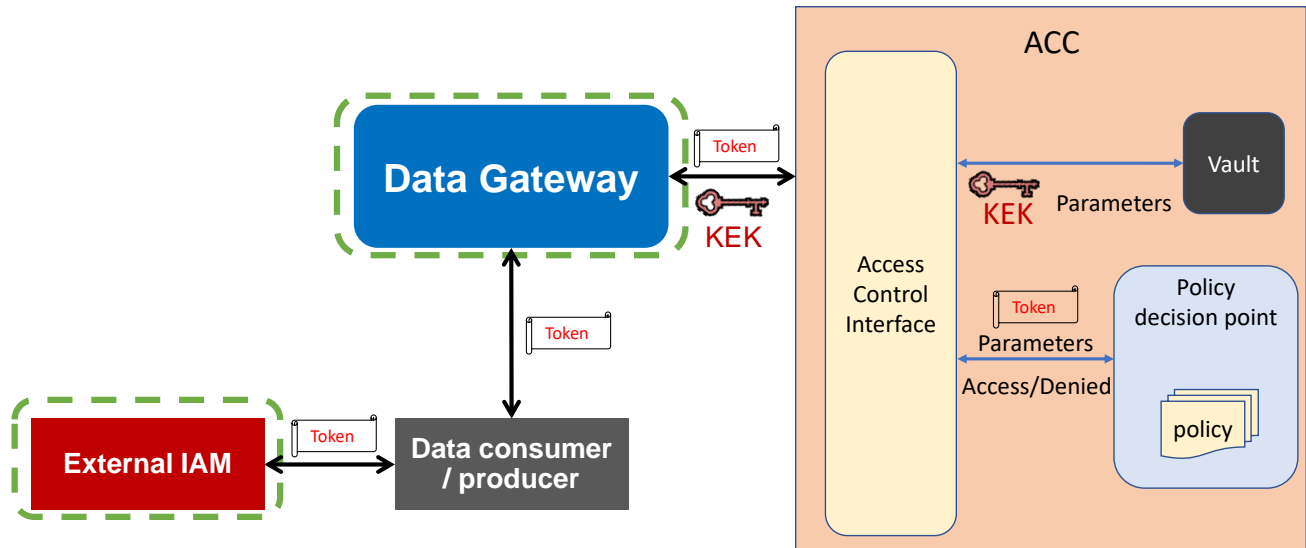 ACC
Token
Data Gateway
KEK
Vault
KEK
Parameters
Access
Control
Interface
Policy
decision point
Token
Parameters
Access/Denied
policy
Token
Token
External IAM
Data consumer
/ producer